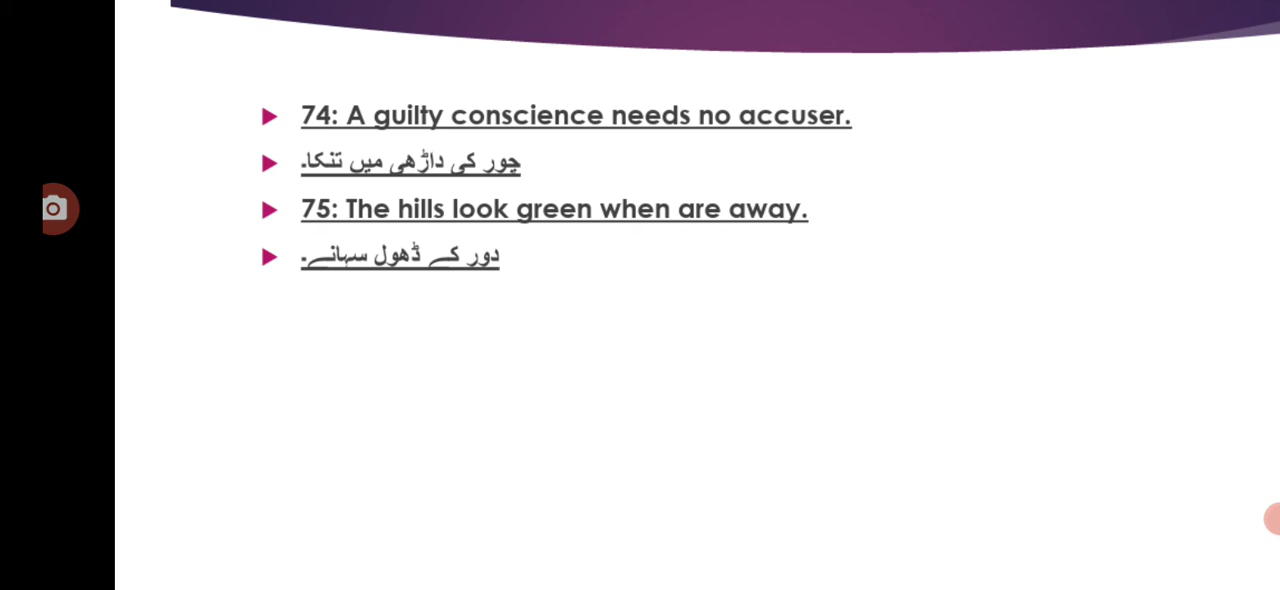 74: A guilty conscience needs no accuser.
چور کی داڑھی میں تنکا۔
75: The hills look green when are away.
دور کے ڈھول سہانے۔